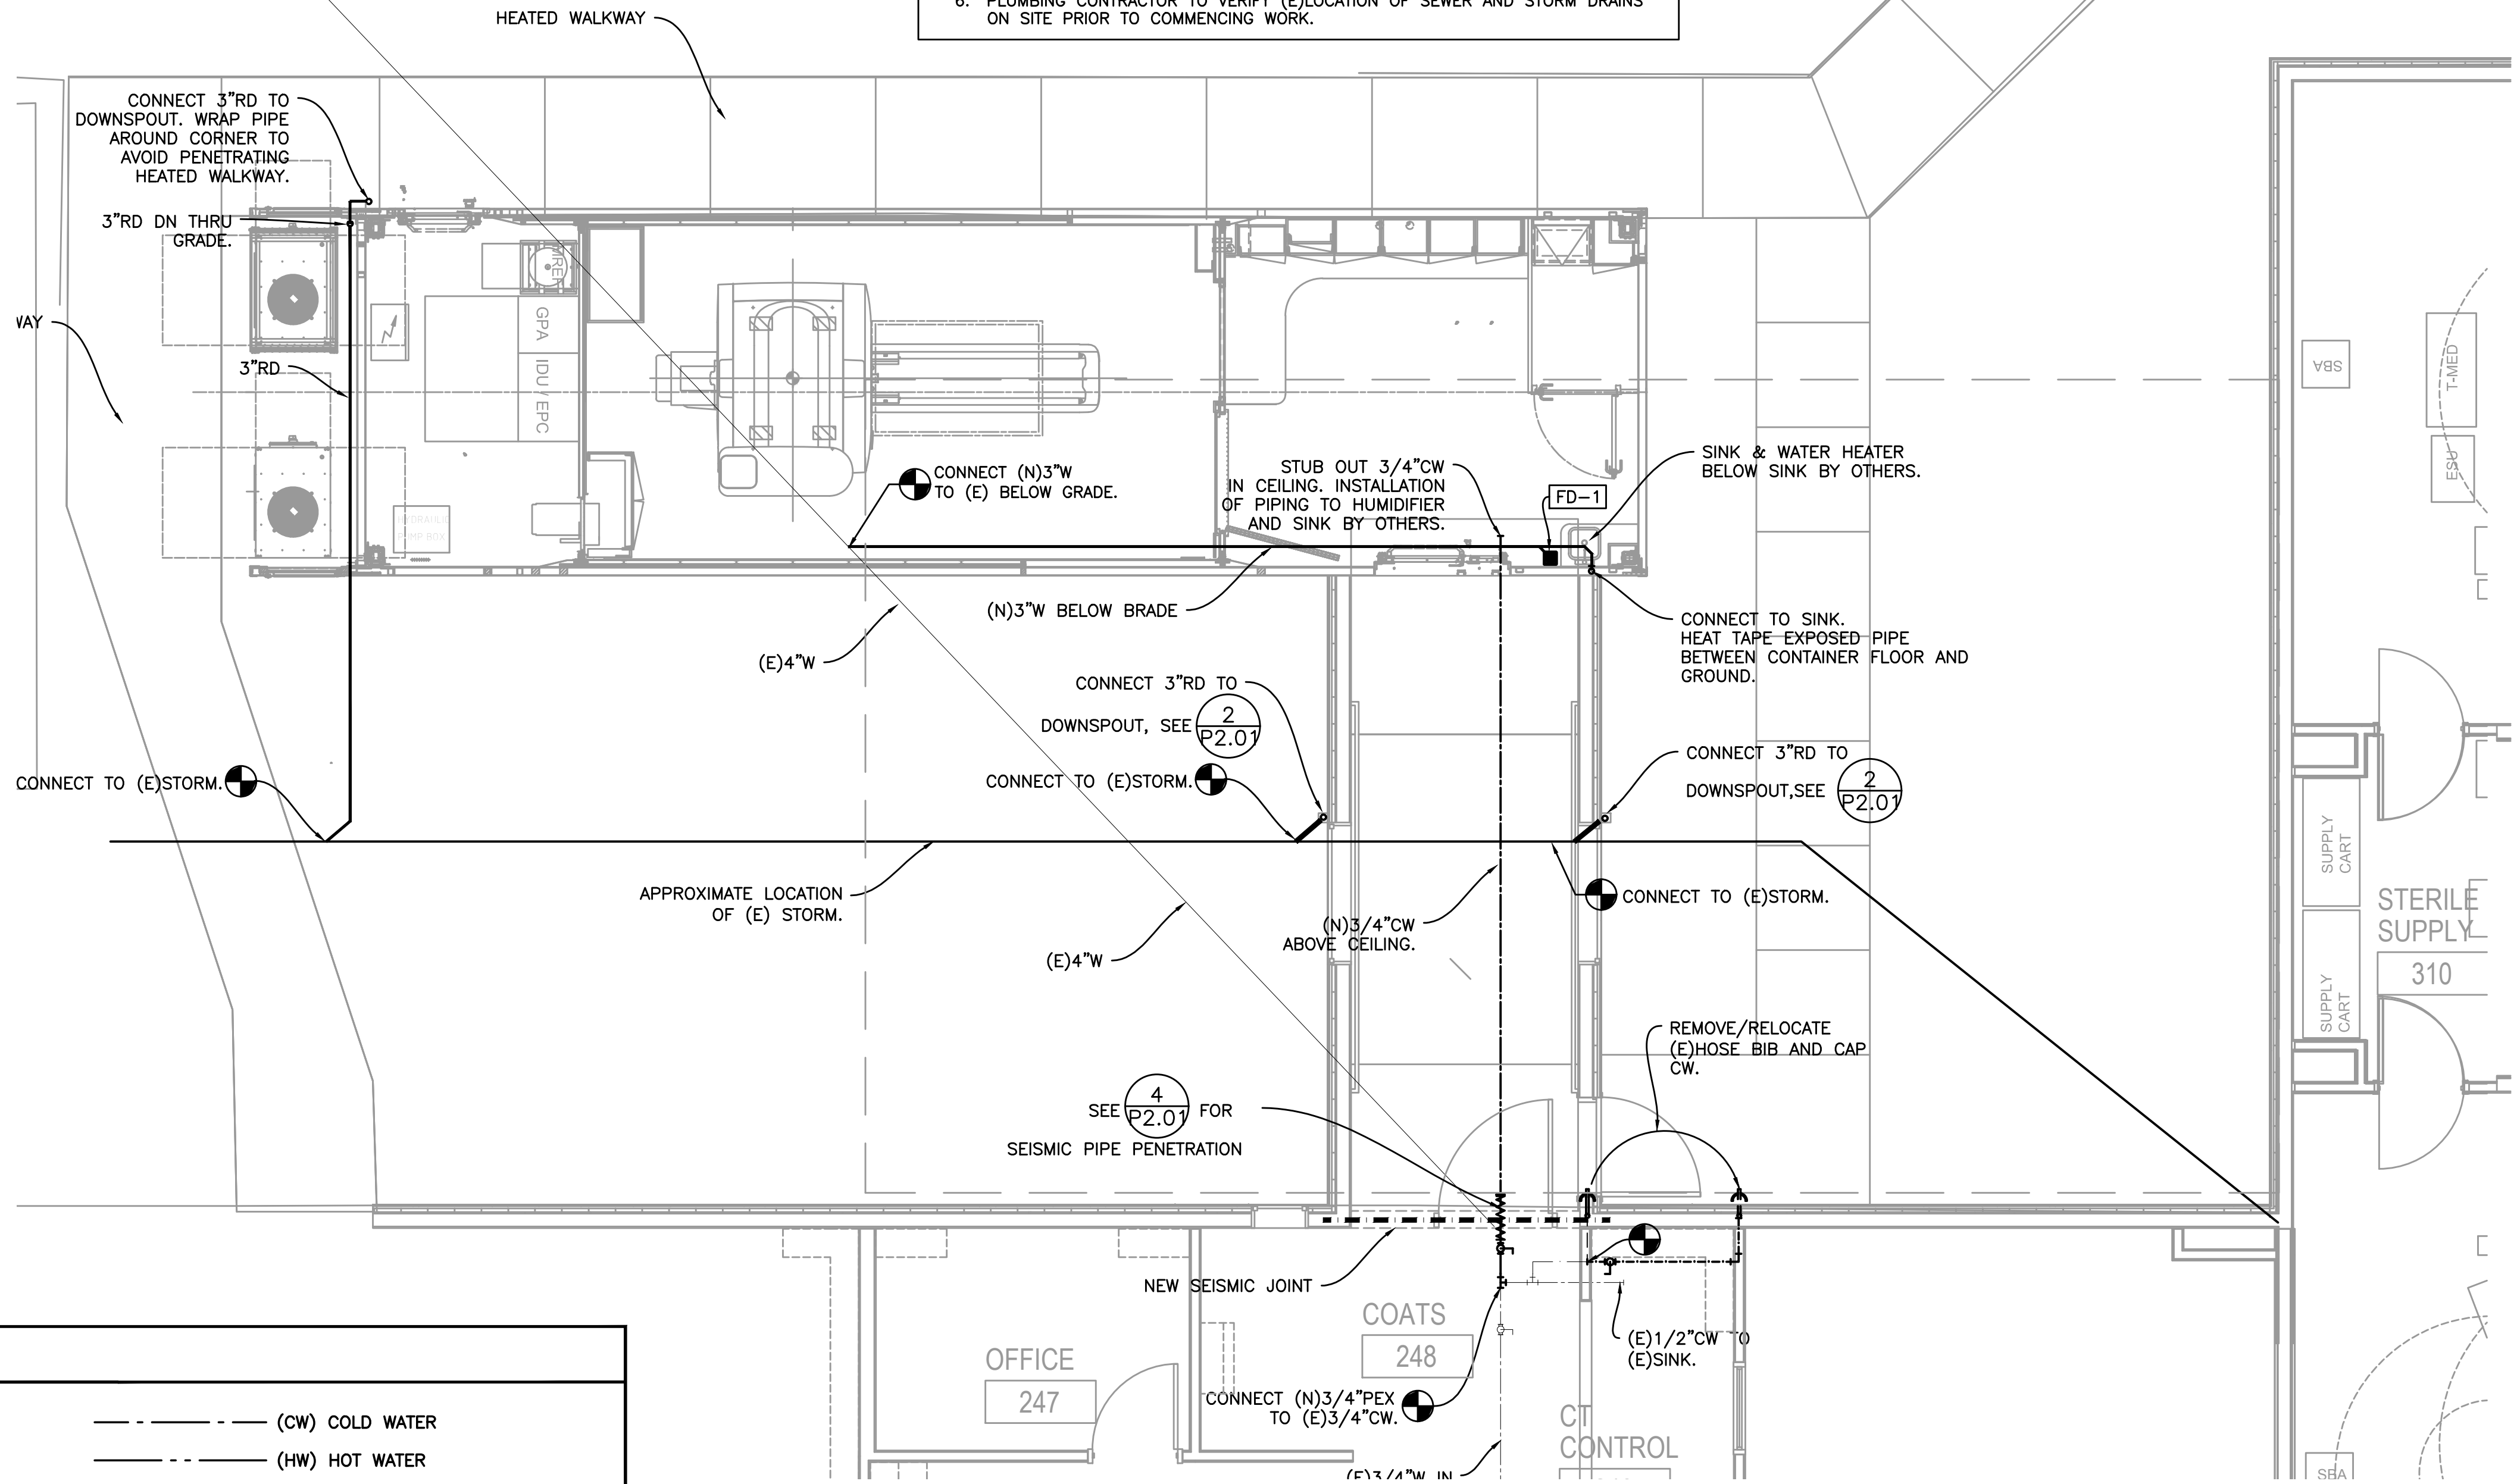 HEATED WALKWAY
6. PLUMBING CONTRACTOR TO VERIFY (E)LOCATION OF SEWER AND STORM DRAINS
ON SITE PRIOR TO COMMENCING WORK.
CONNECT 3"RD TO
DOWNSPOUT. WRAP PIPE
AROUND CORNER TO
AVOID PENETRATING
HEATED WALKWAY.
3"RD DN THRU
GRADE.
WAY
3"RD
GPA
IDU / EPC
HYDRAULIC
PUMP BOX
CONNECT (N)3"W
TO (E) BELOW GRADE.
STUB OUT 3/4"CW
IN CEILING. INSTALLATION
OF PIPING TO HUMIDIFIER
AND SINK BY OTHERS.
FD-1
SINK & WATER HEATER
BELOW SINK BY OTHERS.
SBA
T-MED
ESU
(N)3"W BELOW BRADE
(E)4"W
CONNECT TO SINK.
HEAT TAPE EXPOSED PIPE
BETWEEN CONTAINER FLOOR AND
GROUND.
CONNECT 3"RD TO
DOWNSPOUT, SEE
2
P2.01
CONNECT TO (E)STORM.
CONNECT TO (E)STORM.
CONNECT 3"RD TO
DOWNSPOUT,SEE
2
P2.01
APPROXIMATE LOCATION
OF (E) STORM.
CONNECT TO (E)STORM.
(N)3/4"CW
ABOVE CEILING.
(E)4"W
SUPPLY
CART
STERILE
SUPPLY
310
SUPPLY
CART
REMOVE/RELOCATE
(E)HOSE BIB AND CAP
CW.
SEE
4
P2.01
FOR
SEISMIC PIPE PENETRATION
NEW SEISMIC JOINT
COATS
248
(E)1/2"CW TO
(E)SINK.
OFFICE
247
CONNECT (N)3/4"PEX
TO (E)3/4"CW.
CT
CONTROL
(E)3/4"W IN
SBA
(CW) COLD WATER
(HW) HOT WATER